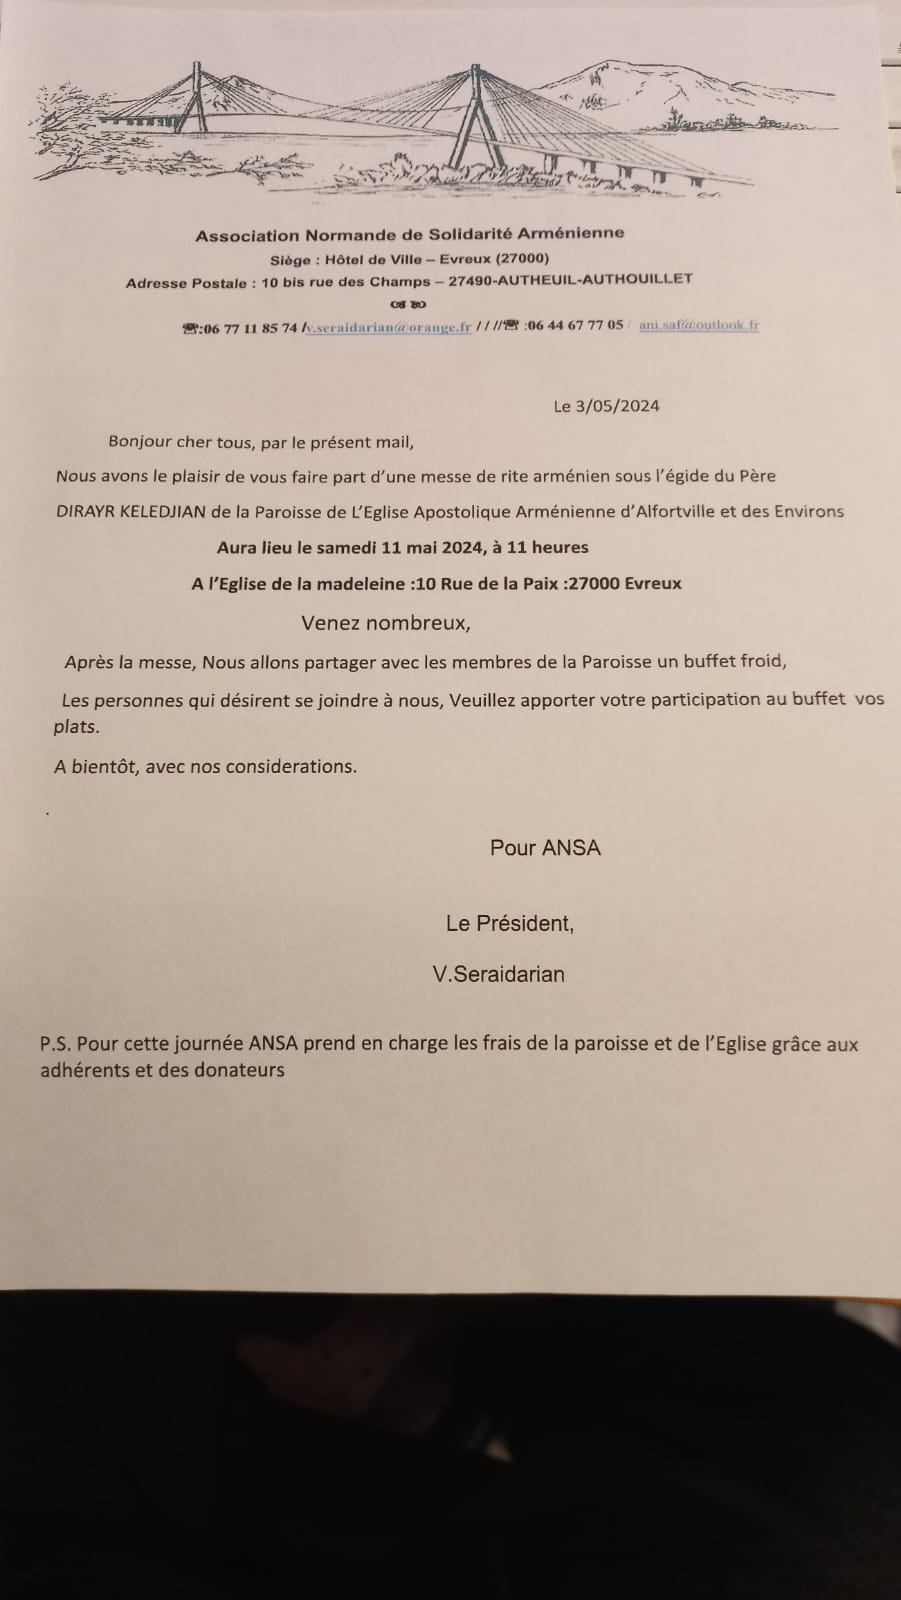 Association Normande de Solidarité Arménienne
Siège : Hôtel de Ville – Evreux (27000)
Adresse Postale : 10 bis rue des Champs – 27490-AUTHEUIL-AUTHOUILLET
☎:06 77 11 85 74 /v.seraidarian@orange.fr / / //☎ :06 44 67 77 05 / ani.saf@outlook.fr
Le 3/05/2024
Bonjour cher tous, par le présent mail,
Nous avons le plaisir de vous faire part d’une messe de rite arménien sous l’égide du Père
DIRAYR KELEDJIAN de la Paroisse de L’Eglise Apostolique Arménienne d’Alfortville et des Environs
Aura lieu le samedi 11 mai 2024, à 11 heures
A l’Eglise de la madeleine :10 Rue de la Paix :27000 Evreux
Venez nombreux,
Après la messe, Nous allons partager avec les membres de la Paroisse un buffet froid,
Les personnes qui désirent se joindre à nous, Veuillez apporter votre participation au buffet vos
plats.
A bientôt, avec nos considerations.
.
Pour ANSA
Le Président,
V.Seraidarian
P.S. Pour cette journée ANSA prend en charge les frais de la paroisse et de l’Eglise grâce aux
adhérents et des donateurs